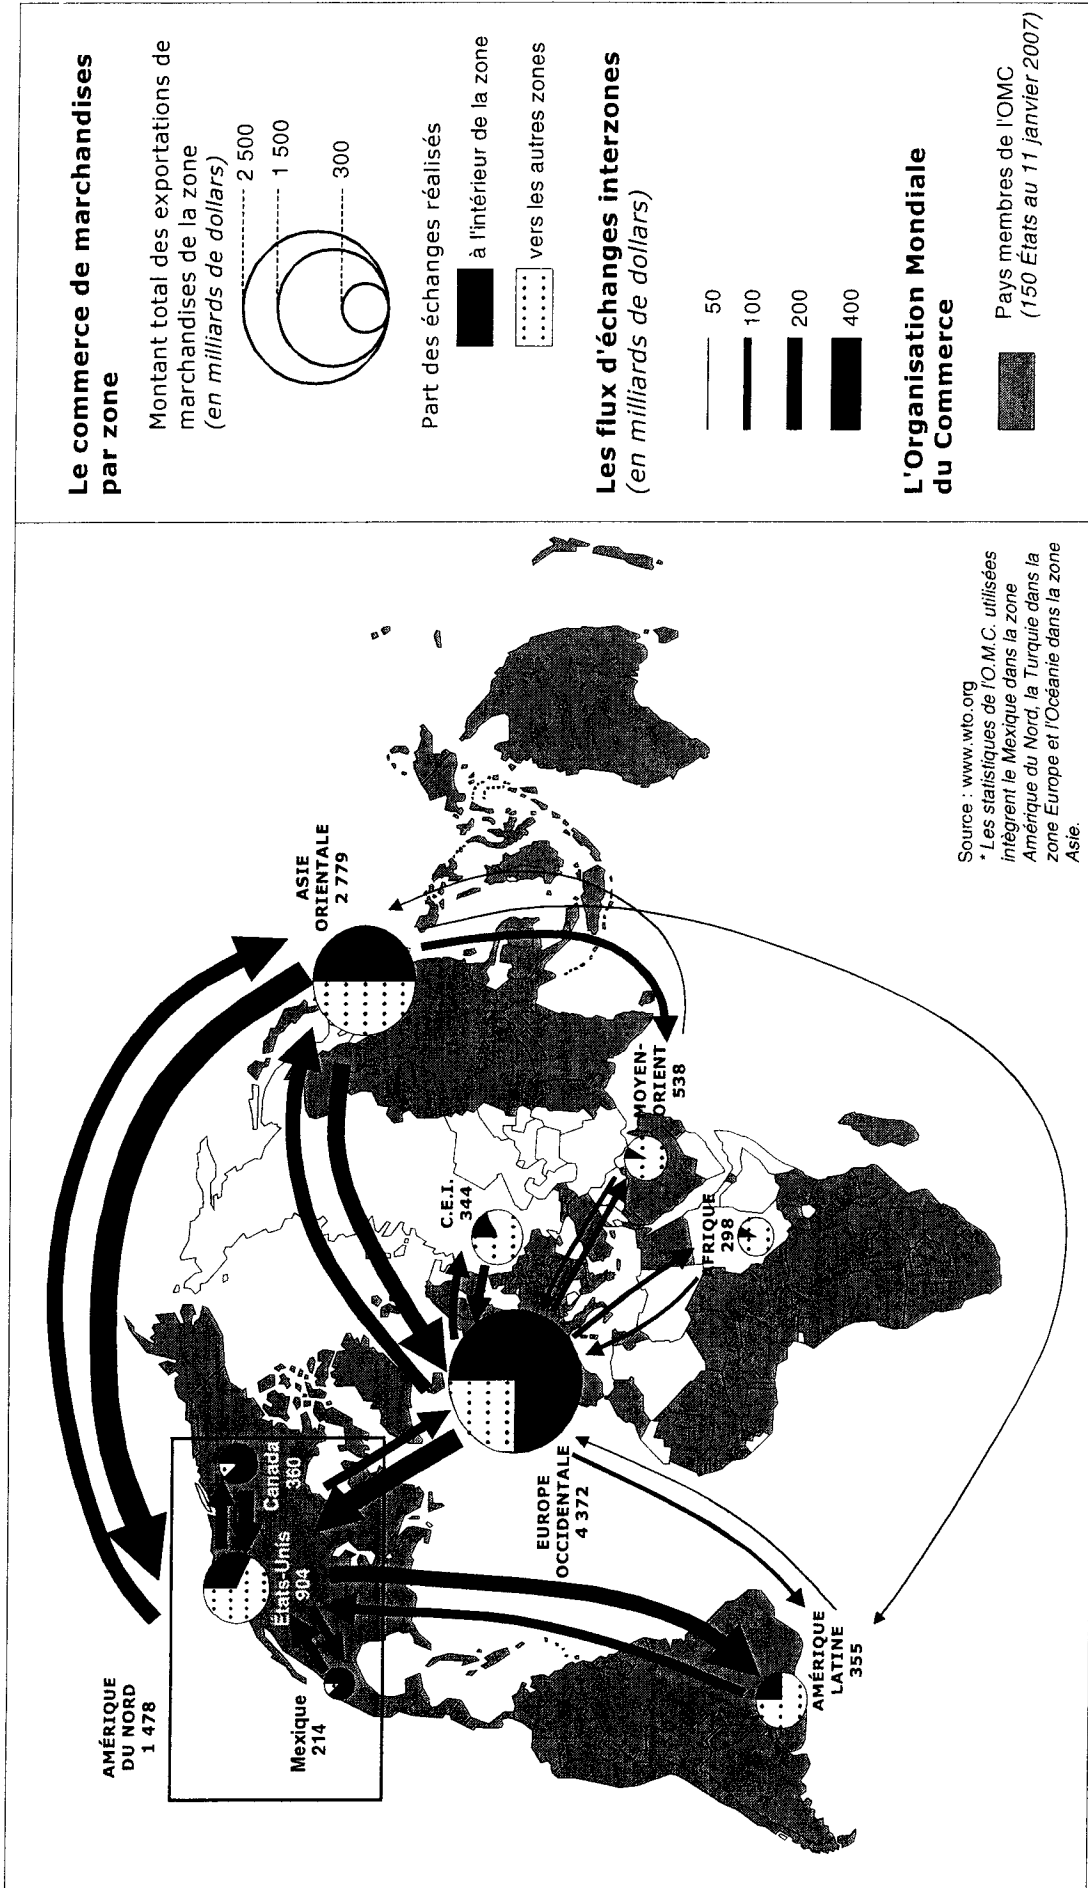 AMÉRIQUE
DU NORD
1 478
Mexique
214
États-Unis
904
Canada
360
ASIE
ORIENTALE
2 779
C.E.I.
344
EUROPE
OCCIDENTALE
4 372
MOYEN-
ORIENT
538
AFRIQUE
298
AMÉRIQUE
LATINE
355
Source : www.wto.org
* Les statistiques de l'O.M.C. utilisées
intègrent le Mexique dans la zone
Amérique du Nord, la Turquie dans la
zone Europe et l'Océanie dans la zone
Asie.
Le commerce de marchandises
par zone
Montant total des exportations de
marchandises de la zone
(en milliards de dollars)
2 500
1 500
300
Part des échanges réalisés
à l'intérieur de la zone
vers les autres zones
Les flux d'échanges interzones
(en milliards de dollars)
50
100
200
400
L'Organisation Mondiale
du Commerce
Pays membres de l'OMC
(150 États au 11 janvier 2007)